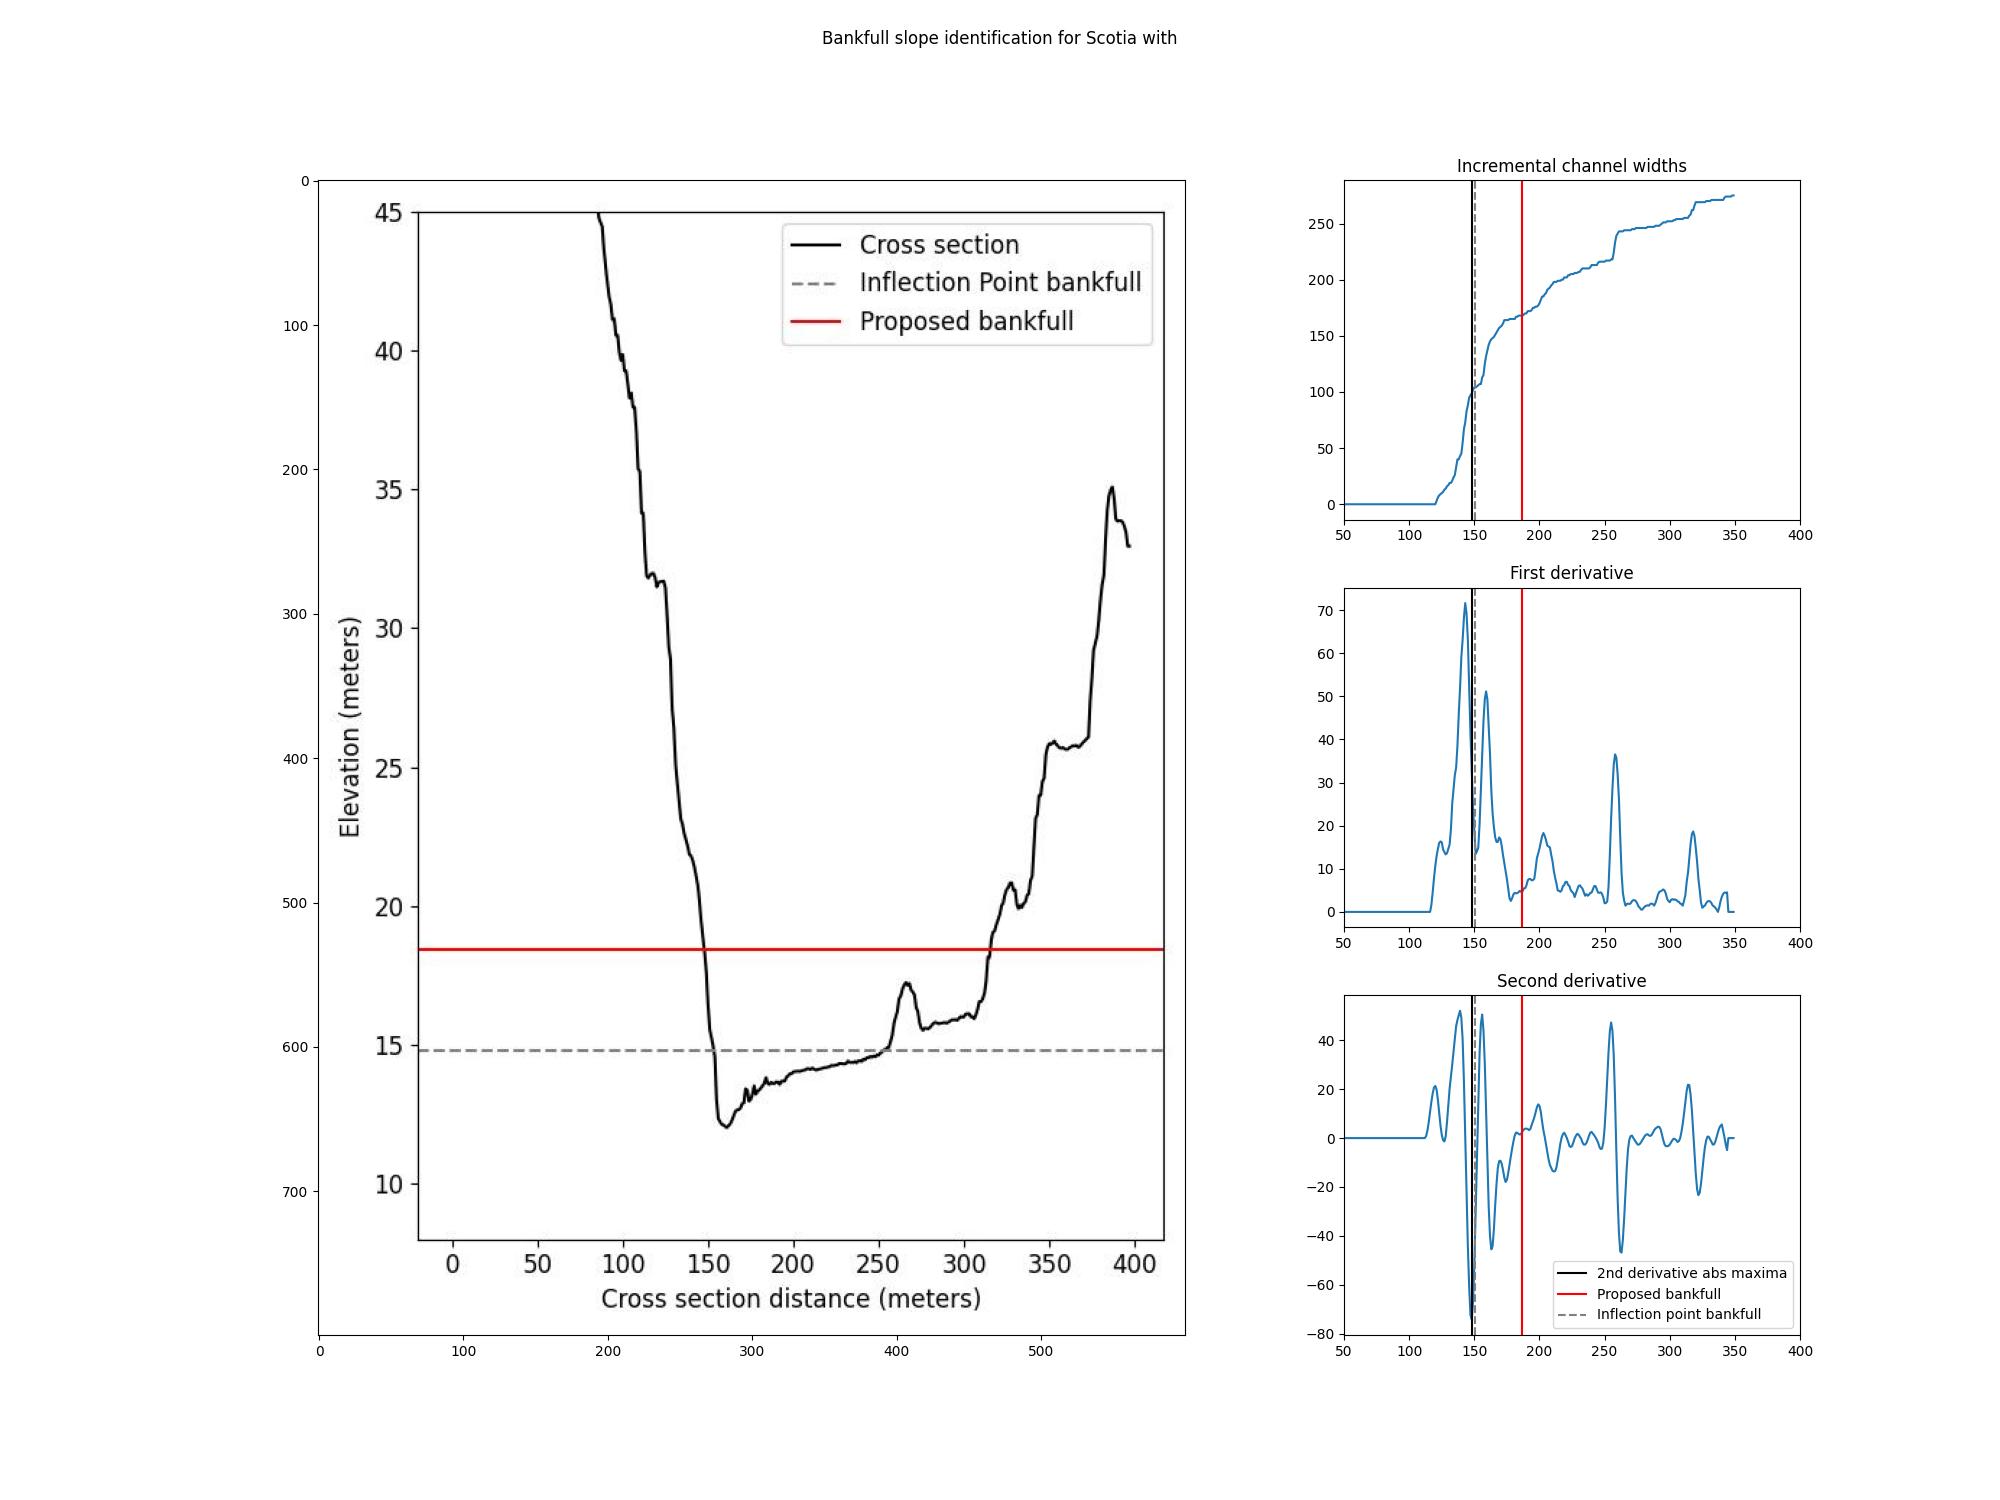 Bankfull slope identification for Scotia with
0
100
200
300
400
500
600
700
0
100
200
300
400
500
45
40
35
30
25
20
15
10
Elevation (meters)
Cross section
Inflection Point bankfull
Proposed bankfull
0 50 100 150 200 250 300 350 400
Cross section distance (meters)
Incremental channel widths
250
200
150
100
50
0
50 100 150 200 250 300 350 400
First derivative
70
60
50
40
30
20
10
0
50 100 150 200 250 300 350 400
Second derivative
40
20
0
−20
−40
−60
−80
2nd derivative abs maxima
Proposed bankfull
Inflection point bankfull
50 100 150 200 250 300 350 400